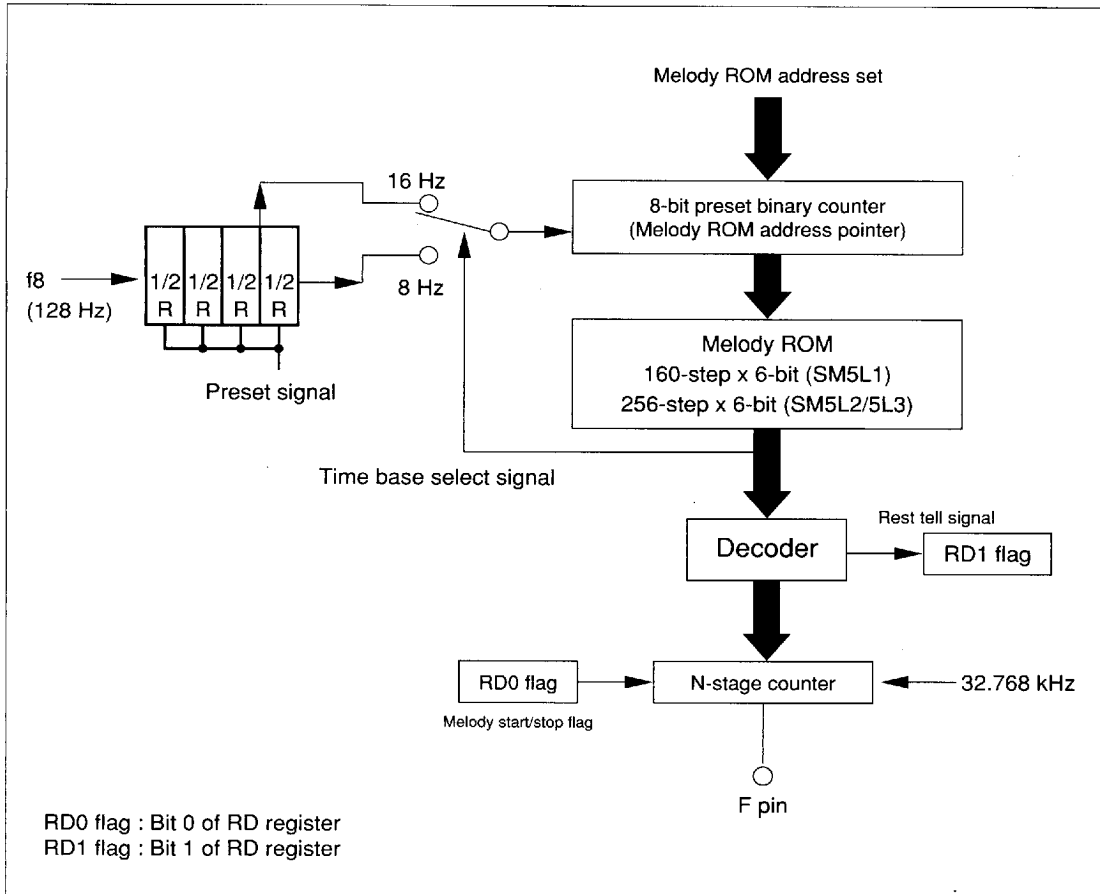 Melody ROM address set
16 Hz
8-bit preset binary counter
(Melody ROM address pointer)
f8
(128 Hz)
1/2 1/2 1/2 1/2
R R R R
8 Hz
Preset signal
Melody ROM
160-step x 6-bit (SM5L1)
256-step x 6-bit (SM5L2/5L3)
Time base select signal
Decoder
Rest tell signal
RD1 flag
RD0 flag
Melody start/stop flag
N-stage counter
32.768 kHz
F pin
RD0 flag : Bit 0 of RD register
RD1 flag : Bit 1 of RD register